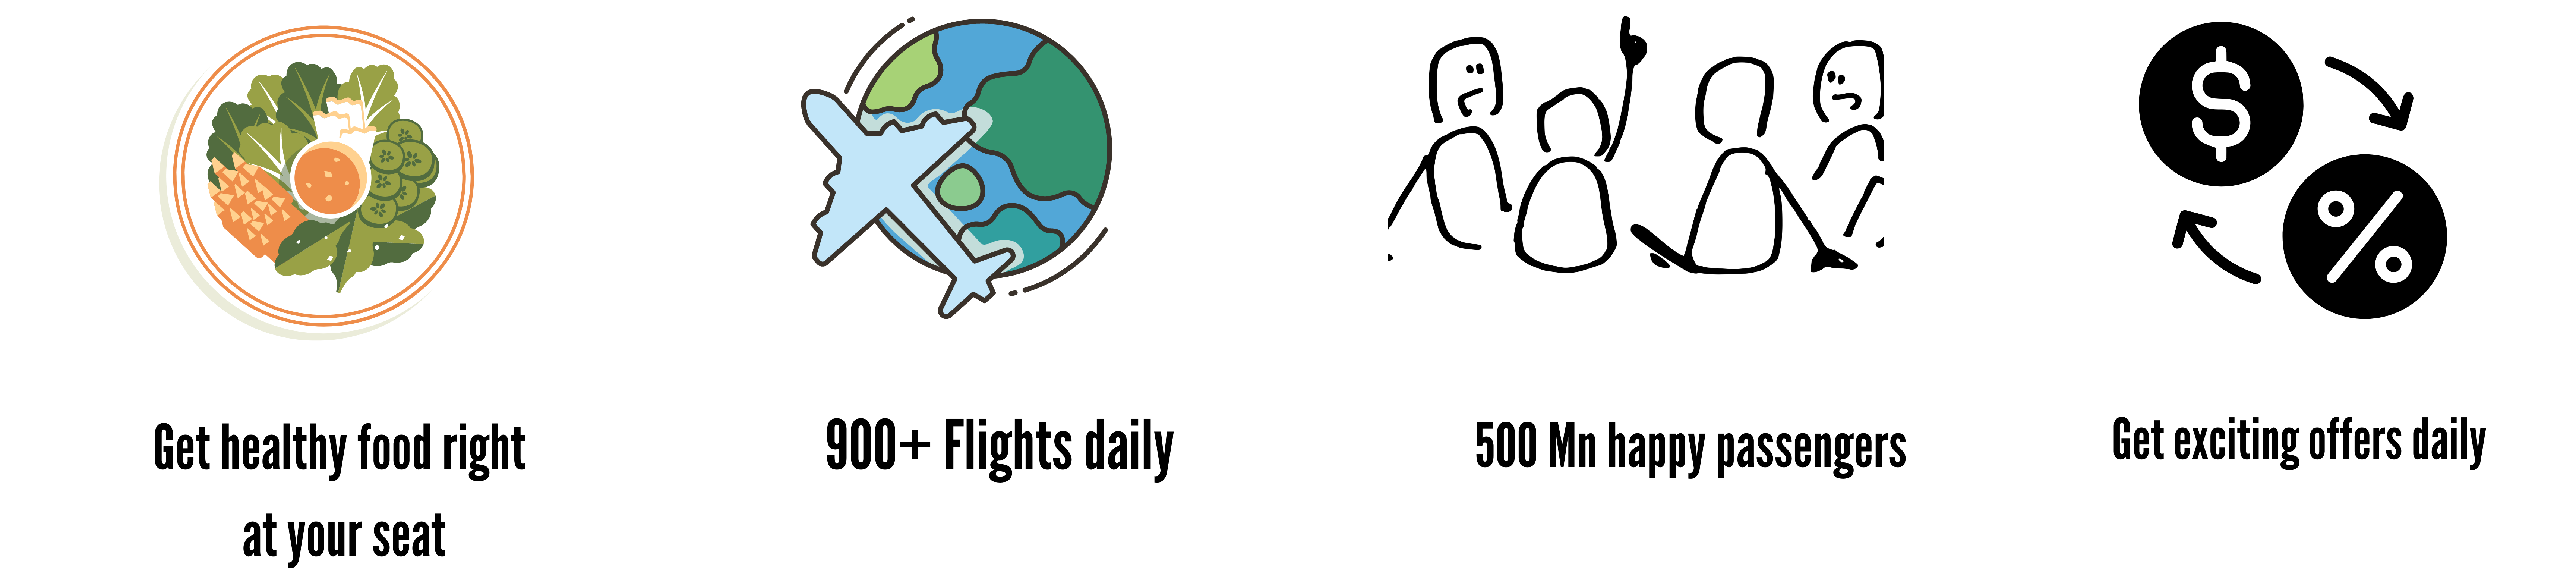 Get healthy food right
at your seat
900+ Flights daily
500 Mn happy passengers
Get exciting offers daily